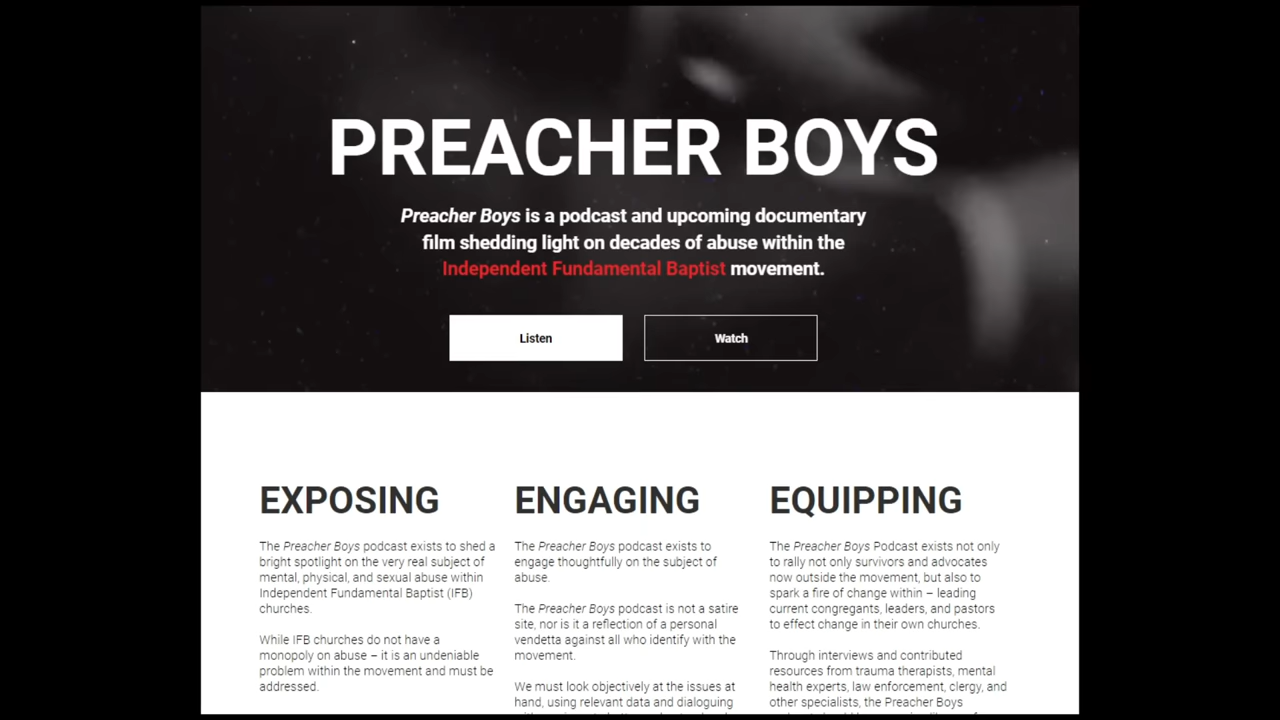 PREACHER BOYS
Preacher Boys is a podcast and upcoming documentary
film shedding light on decades of abuse within the
Independent Fundamental Baptist movement.
Listen
Watch
EXPOSING
The Preacher Boys podcast exists to shed a
bright spotlight on the very real subject of
mental, physical, and sexual abuse within
Independent Fundamental Baptist (IFB)
churches.
While IFB churches do not have a
monopoly on abuse – it is an undeniable
problem within the movement and must be
addressed.
ENGAGING
The Preacher Boys podcast exists to
engage thoughtfully on the subject of
abuse.
The Preacher Boys podcast is not a satire
site, nor is it a reflection of a personal
vendetta against all who identify with the
movement.
We must look objectively at the issues at
hand, using relevant data and dialoguing
EQUIPPING
The Preacher Boys Podcast exists not only
to rally not only survivors and advocates
now outside the movement, but also to
spark a fire of change within – leading
current congregants, leaders, and pastors
to effect change in their own churches.
Through interviews and contributed
resources from trauma therapists, mental
health experts, law enforcement, clergy, and
other specialists, the Preacher Boys